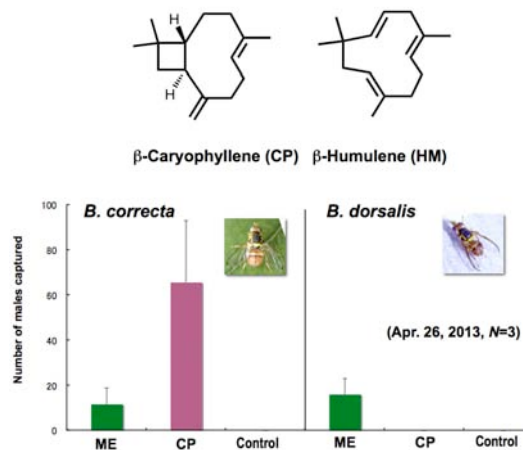 H
H
β-Caryophyllene (CP) β-Humulene (HM)
B. correcta
B. dorsalis
Number of males captured
100
80
60
40
20
0
(Apr. 26, 2013, N=3)
ME CP Control ME CP Control